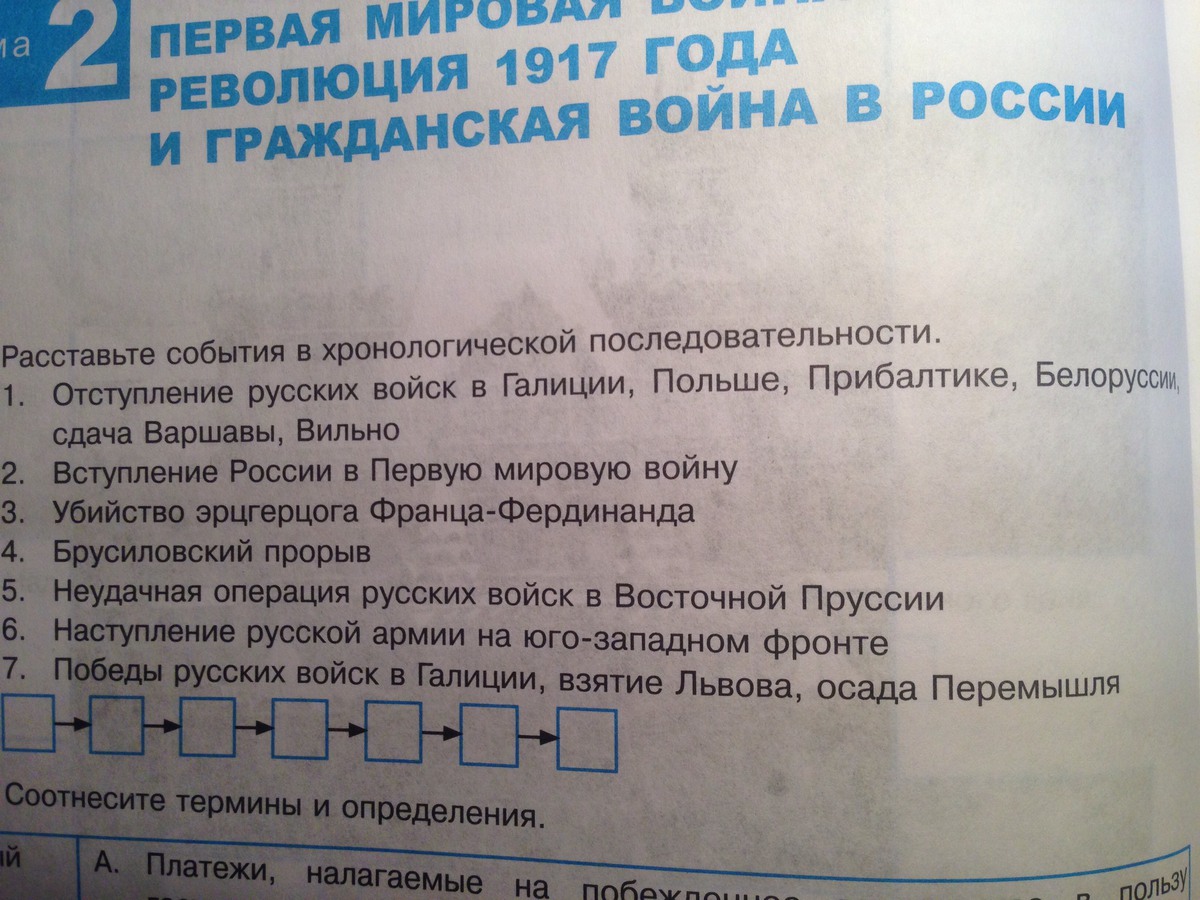 2
ПЕРВАЯ МИРОВАЯ ВОЙНА
РЕВОЛЮЦИЯ 1917 ГОДА
И ГРАЖДАНСКАЯ ВОЙНА В РОССИИ
Расставьте события в хронологической последовательности.
1. Отступление русских войск в Галиции, Польше, Прибалтике, Белоруссии,
сдача Варшавы, Вильно
2. Вступление России в Первую мировую войну
3. Убийство эрцгерцога Франца-Фердинанда
4. Брусиловский прорыв
5. Неудачная операция русских войск в Восточной Пруссии
6. Наступление русской армии на юго-западном фронте
7. Победы русских войск в Галиции, взятие Львова, осада Перемышля
Соотнесите термины и определения.
А. Платежи, налагаемые на в пользу